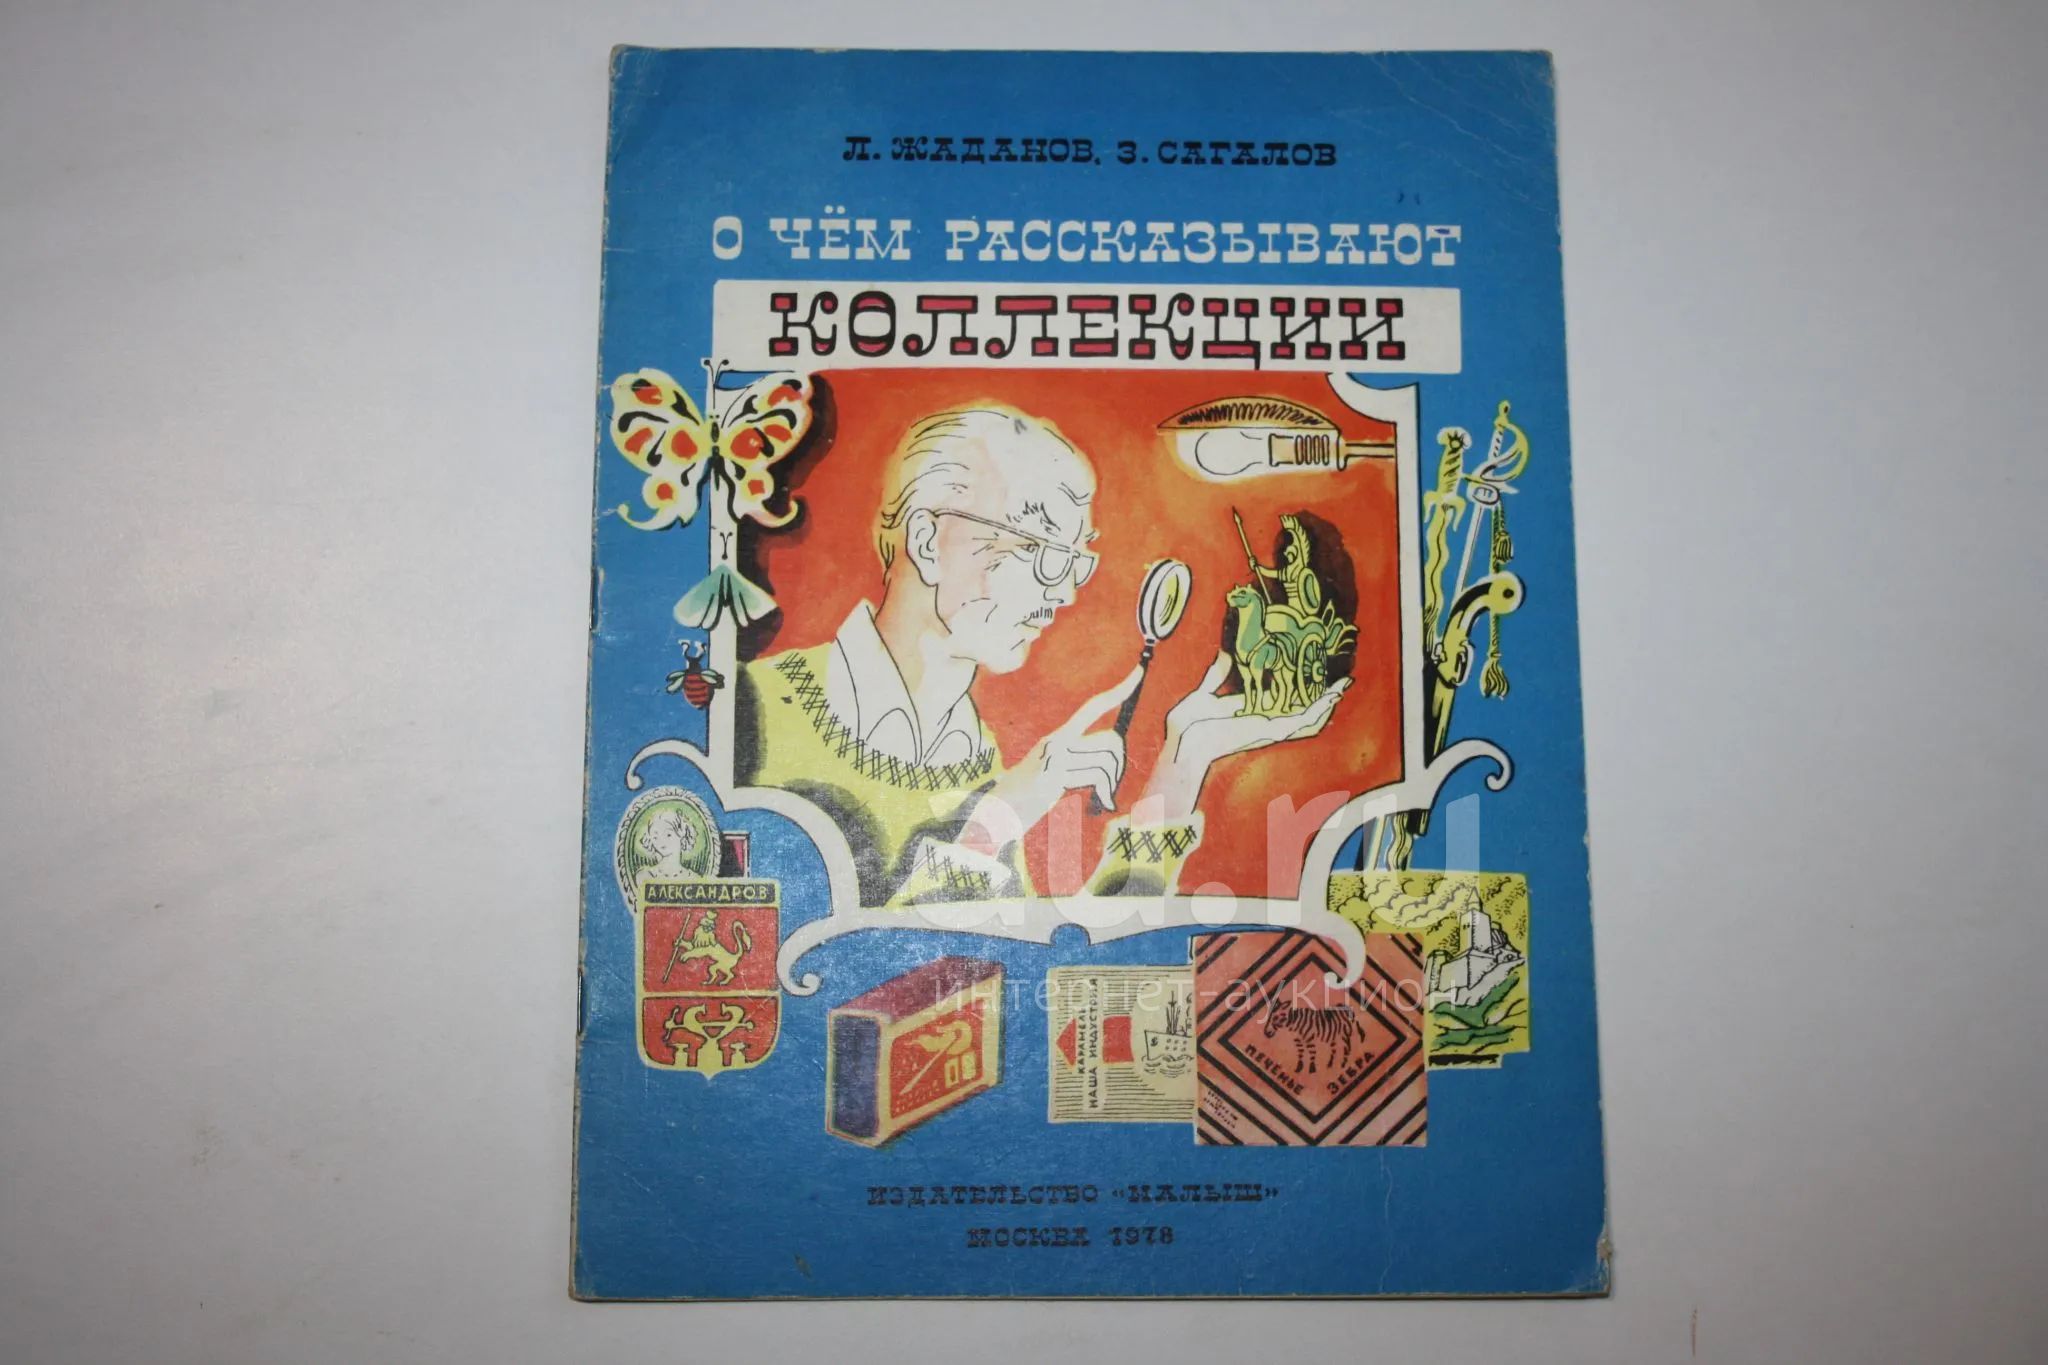 Л. ЖАДАНОВ, З. САГАЛОВ
О ЧЁМ РАССКАЗЫВАЮТ
КОЛЛЕКЦИИ
АЛЕКСАНДРОВ
КАРАМЕЛЬ
НАША ИНДУСТРИЯ
ПЕЧЕНЬЕ ЗЕБРА
au.ru
интернет-аукцион
ИЗДАТЕЛЬСТВО «МАЛЫШ»
МОСКВА 1978